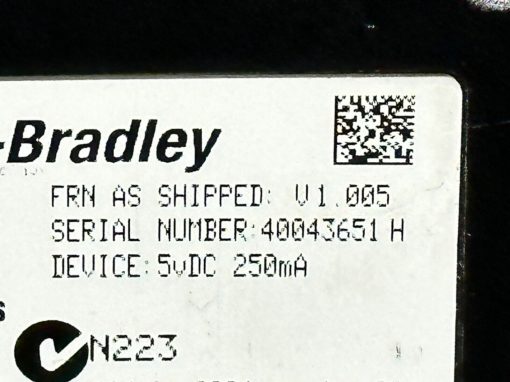 -Bradley
FRN AS SHIPPED: V1.005
SERIAL NUMBER:40043651 H
DEVICE:5vDC 250mA
s
N223